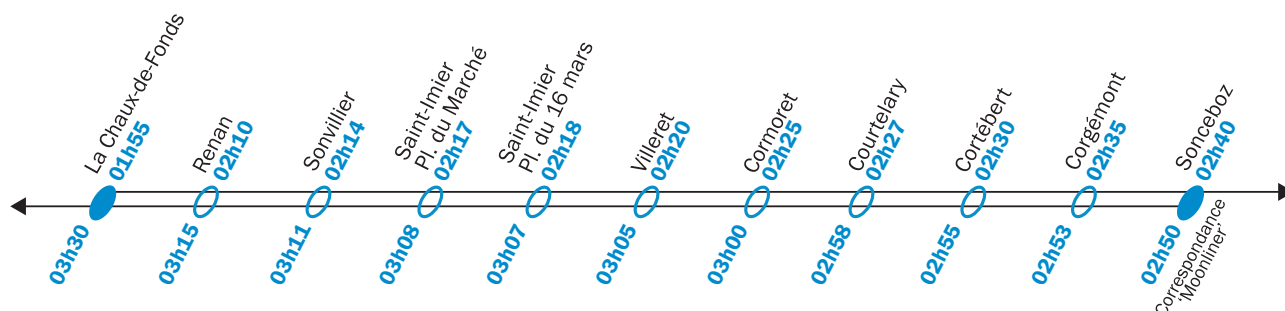 La Chaux-de-Fonds
01h55
Renan
02h10
Sonvillier
02h14
Saint-Imier
Pl. du Marché
02h17
Saint-Imier
Pl. du 16 mars
02h18
Villeret
02h20
Cormoret
02h25
Courtelary
02h27
Cortébert
02h30
Corgémont
02h35
Sonceboz
02h40
03h30
03h15
03h11
03h08
03h07
03h05
03h00
02h58
02h55
02h53
02h50
Correspondance
'Moonliner'